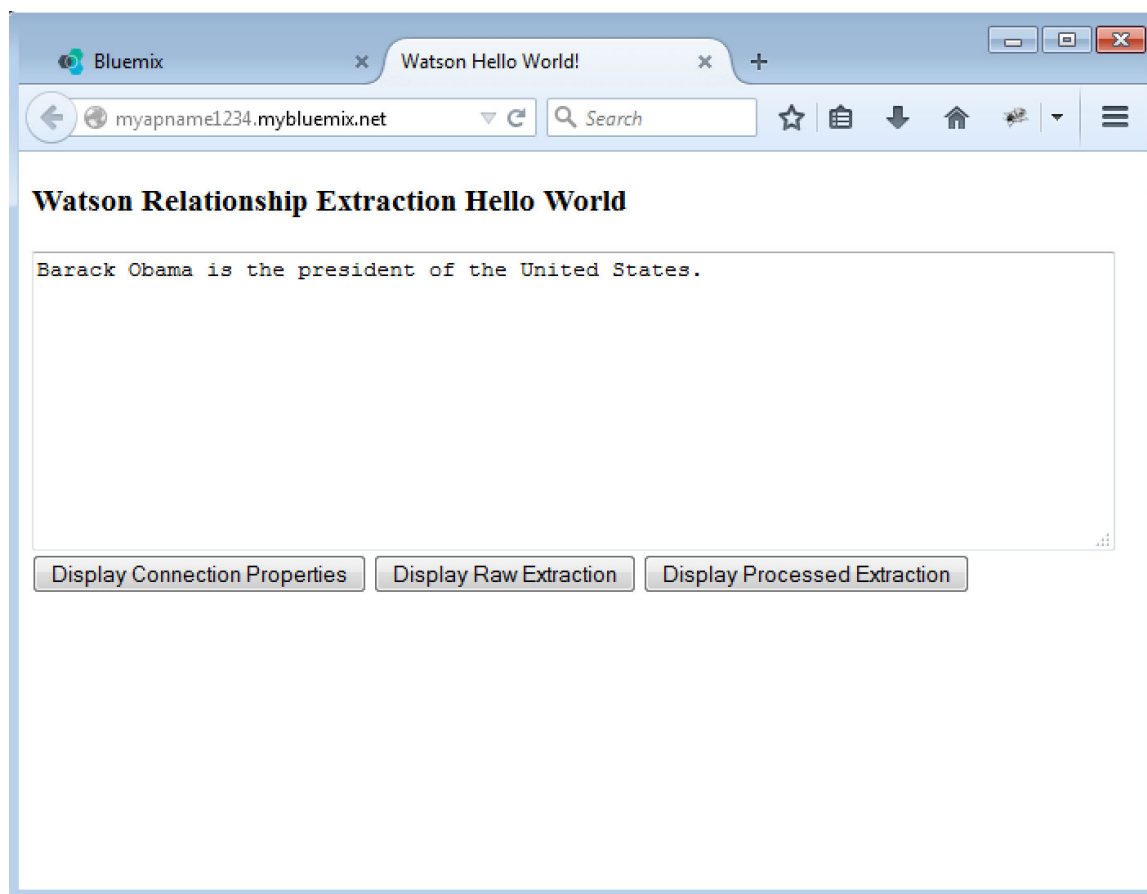 Bluemix
Watson Hello World!
myapname1234.mybluemix.net
Search
Watson Relationship Extraction Hello World
Barack Obama is the president of the United States.
Display Connection Properties Display Raw Extraction Display Processed Extraction